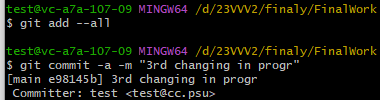 test@vc-a7a-107-09 MINGW64 /d/23VVV2/finaly/FinalWork
$ git add --all
test@vc-a7a-107-09 MINGW64 /d/23VVV2/finaly/FinalWork
$ git commit -a -m "3rd changing in progr"
[main e98145b] 3rd changing in progr
 Committer: test <test@cc.psu>